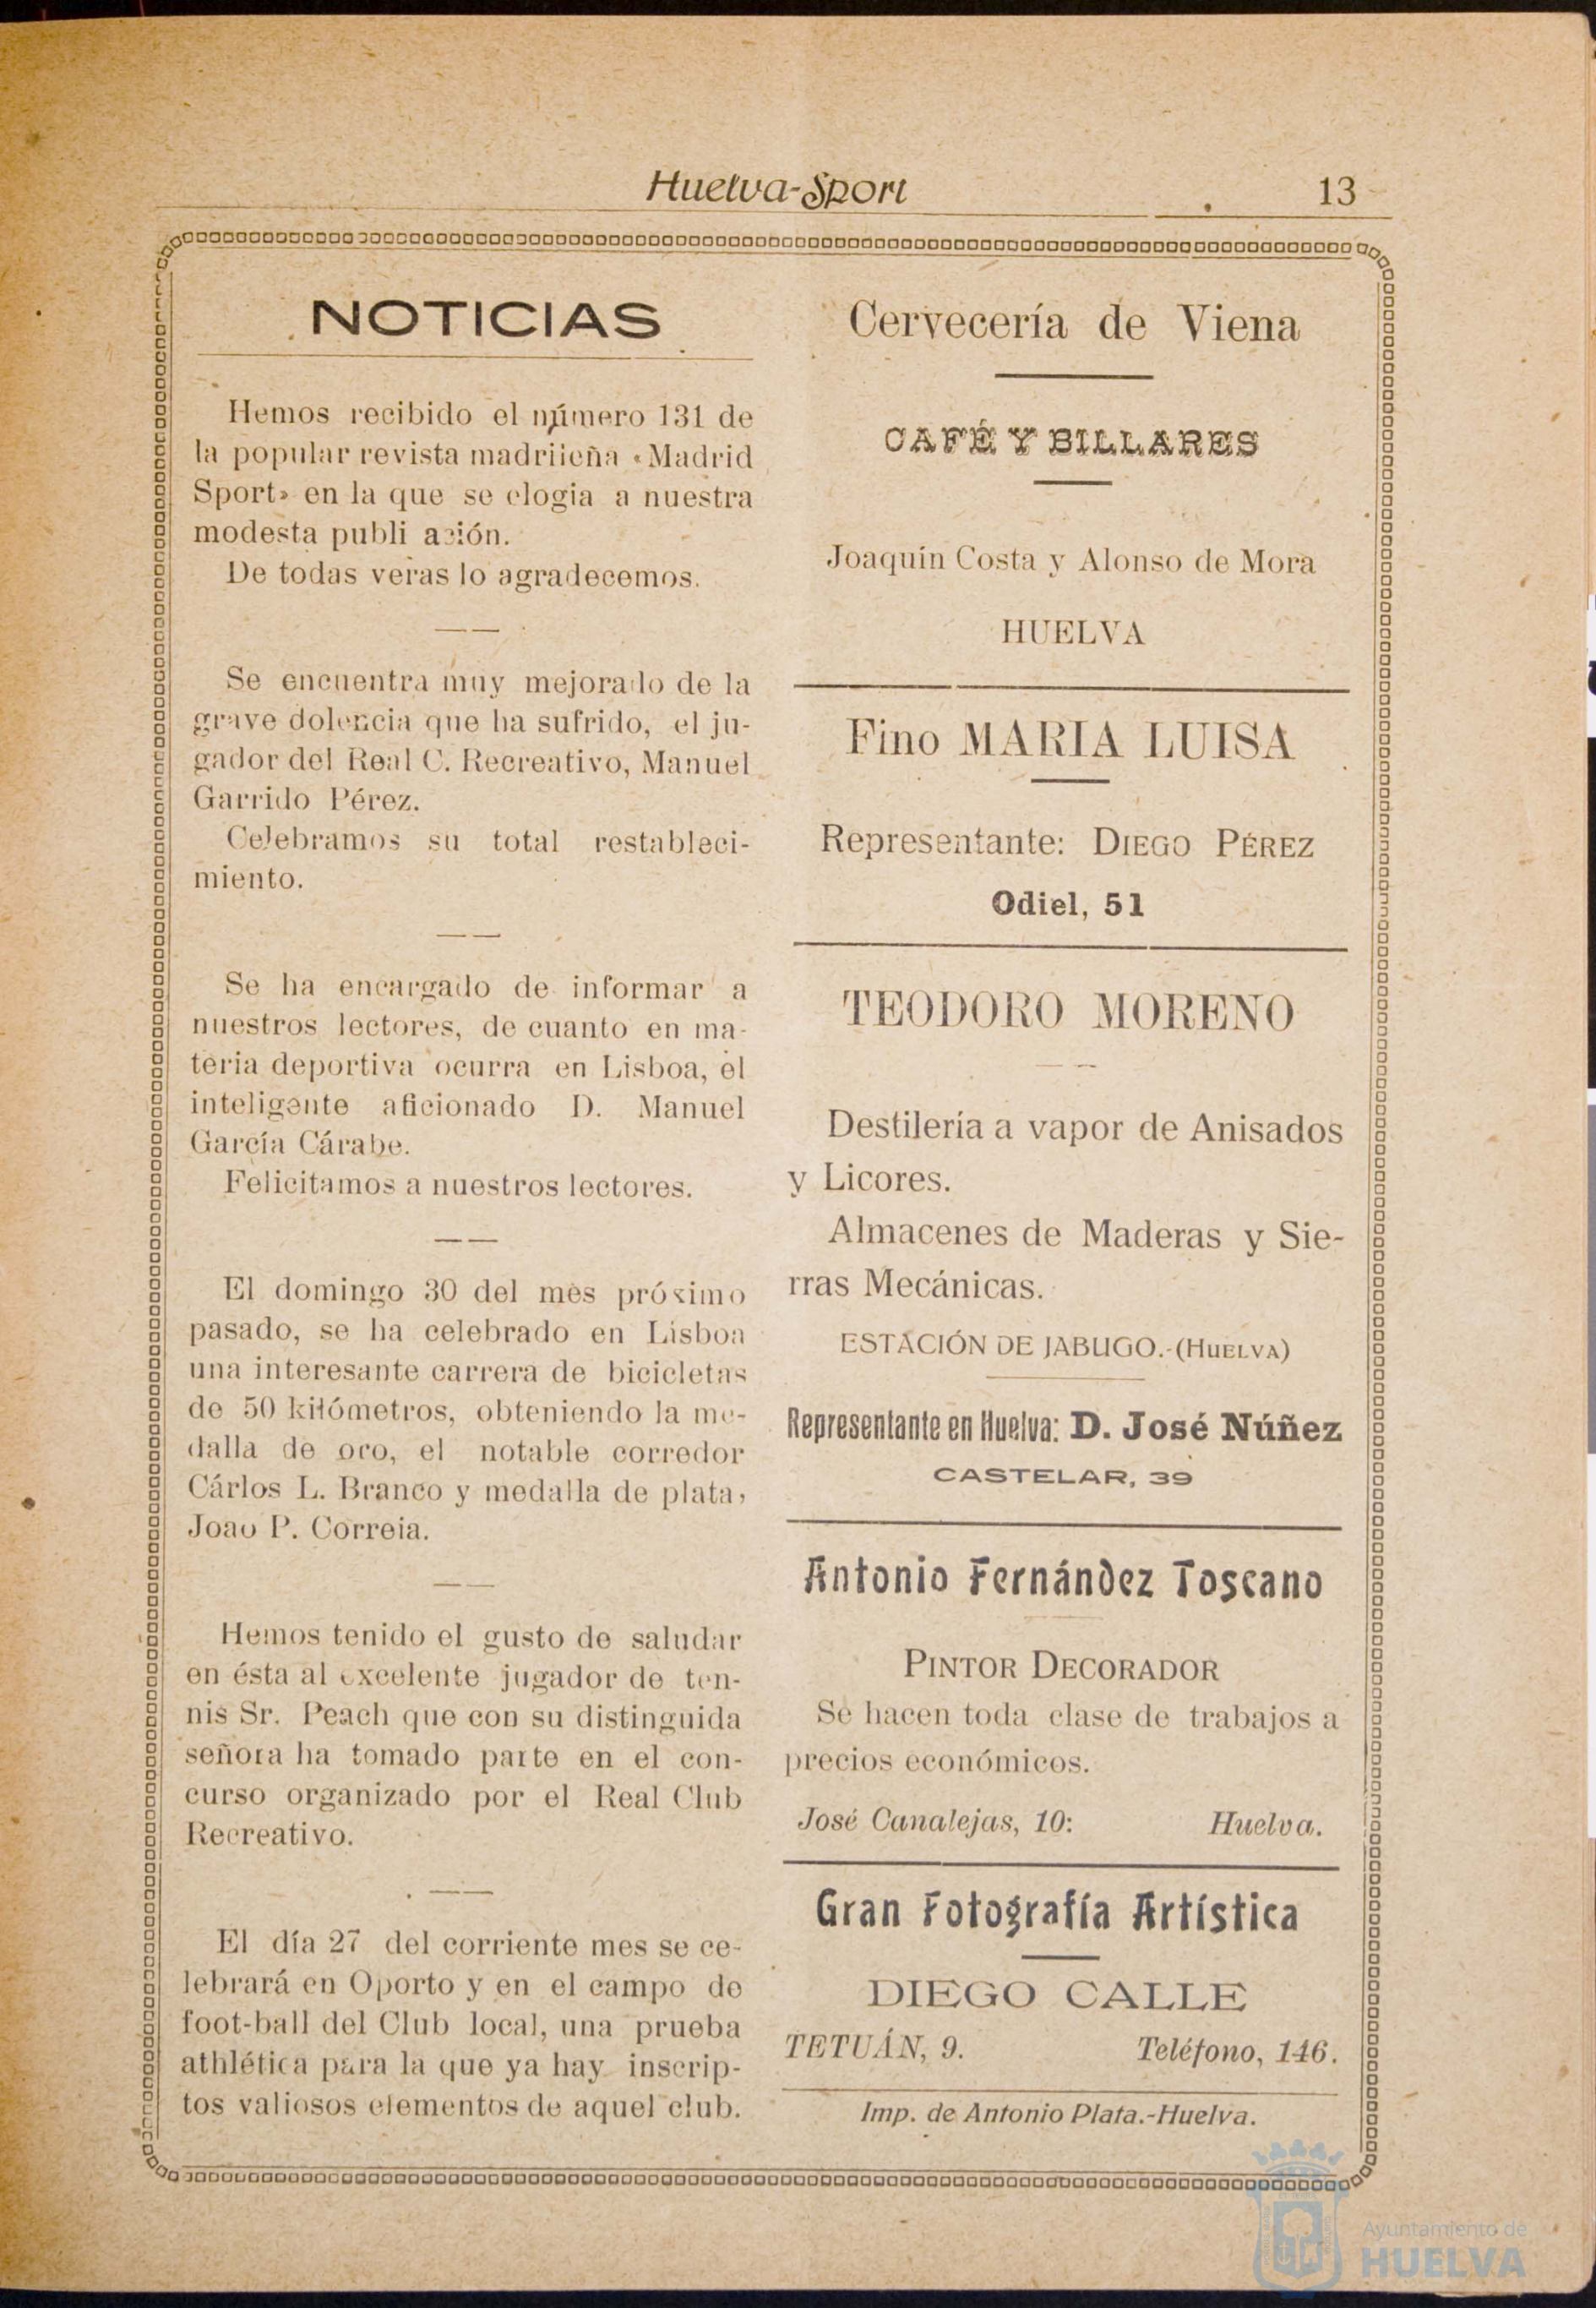 Huelva-Sport
13
NOTICIAS
Hemos recibido el número 131 de
la popular revista madrileña «Madrid
Sport» en la que se elogia a nuestra
modesta publi ación.
De todas veras lo agradecemos.
Se encuentra muy mejorado de la
grave dolencia que ha sufrido, el ju-
gador del Real C. Recreativo, Manuel
Garrido Pérez.
Celebramos su total restableci-
miento.
Se ha encargado de informar a
nuestros lectores, de cuanto en ma-
teria deportiva ocurra en Lisboa, el
inteligente aficionado D. Manuel
García Cárabe.
Felicitamos a nuestros lectores.
El domingo 30 del mes próximo
pasado, se ha celebrado en Lisboa
una interesante carrera de bicicletas
de 50 kilómetros, obteniendo la me-
dalla de oro, el notable corredor
Cárlos L. Branco y medalla de plata,
Joao P. Correia.
Hemos tenido el gusto de saludar
en ésta al excelente jugador de ten-
nis Sr. Peach que con su distinguida
señora ha tomado parte en el con-
curso organizado por el Real Club
Recreativo.
El día 27 del corriente mes se ce-
lebrará en Oporto y en el campo de
foot-ball del Club local, una prueba
athlética para la que ya hay inscrip-
tos valiosos elementos de aquel club.
Cervecería de Viena
CAFÉ Y BILLARES
Joaquín Costa y Alonso de Mora
HUELVA
Fino MARIA LUISA
Representante: DIEGO PÉREZ
Odiel, 51
TEODORO MORENO
Destilería a vapor de Anisados
y Licores.
Almacenes de Maderas y Sie-
rras Mecánicas.
ESTACIÓN DE JABUGO.-(HUELVA)
Representante en Huelva: D. José Núñez
CASTELAR, 39
Antonio Fernández Toscano
PINTOR DECORADOR
Se hacen toda clase de trabajos a
precios económicos.
José Canalejas, 10: Huelva.
Gran Fotografía Artística
DIEGO CALLE
TETUÁN, 9. Teléfono, 146.
Imp. de Antonio Plata.-Huelva.
Ayuntamiento de
HUELVA